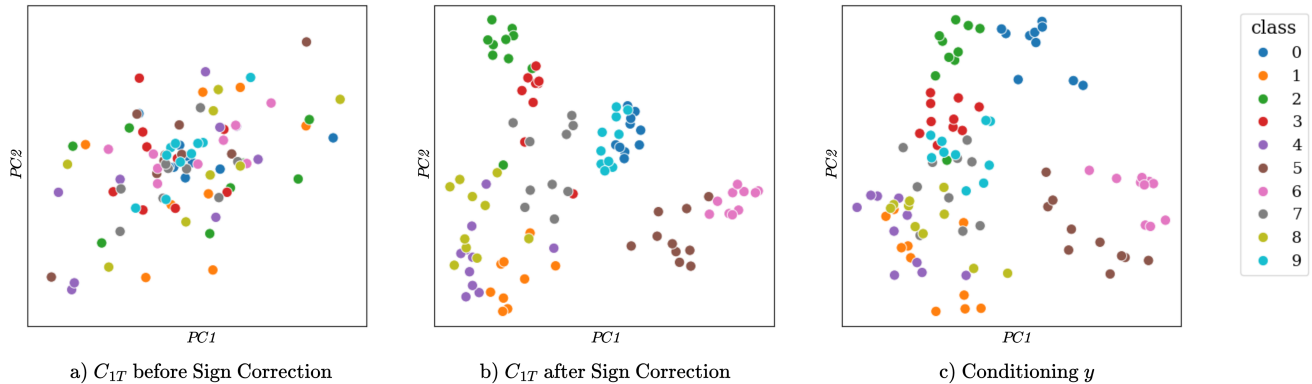 PC2
PC1
a) C1T before Sign Correction
PC2
PC1
b) C1T after Sign Correction
PC2
PC1
c) Conditioning y
class
0
1
2
3
4
5
6
7
8
9